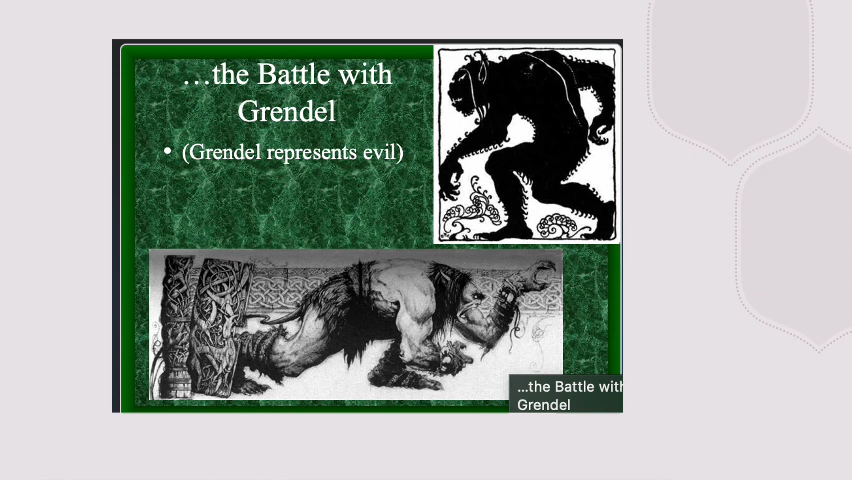 …the Battle with
Grendel
• (Grendel represents evil)
...the Battle with
Grendel